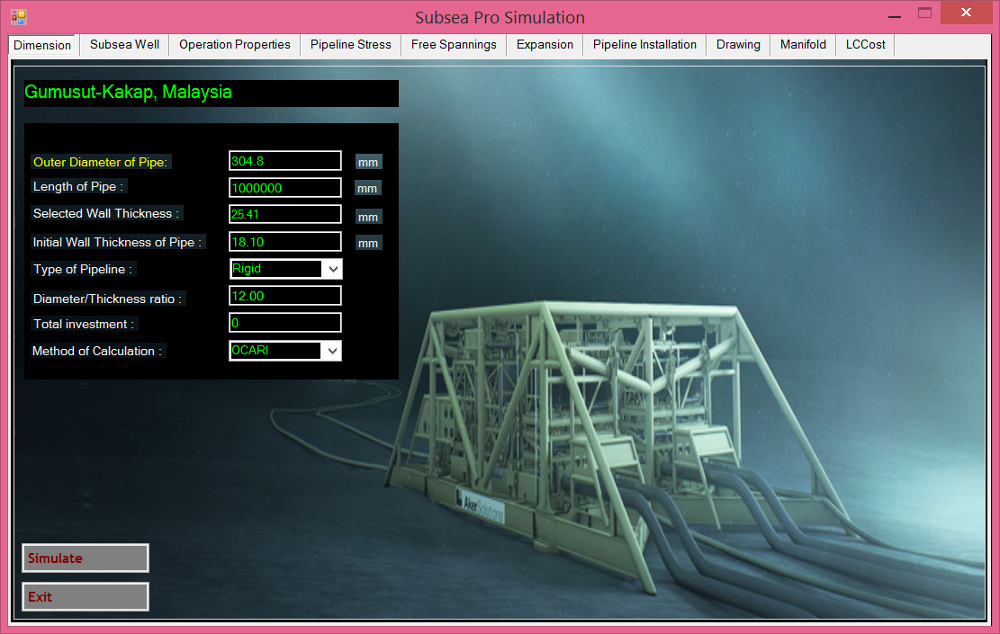 Subsea Pro Simulation
Dimension Subsea Well Operation Properties Pipeline Stress Free Spannings Expansion Pipeline Installation Drawing Manifold LCCost
Gumusut-Kakap, Malaysia
Outer Diameter of Pipe: 304.8 mm
Length of Pipe : 1000000 mm
Selected Wall Thickness : 25.41 mm
Initial Wall Thickness of Pipe : 18.10 mm
Type of Pipeline : Rigid
Diameter/Thickness ratio : 12.00
Total investment : 0
Method of Calculation : OCARI
AkerSolutions
Simulate
Exit